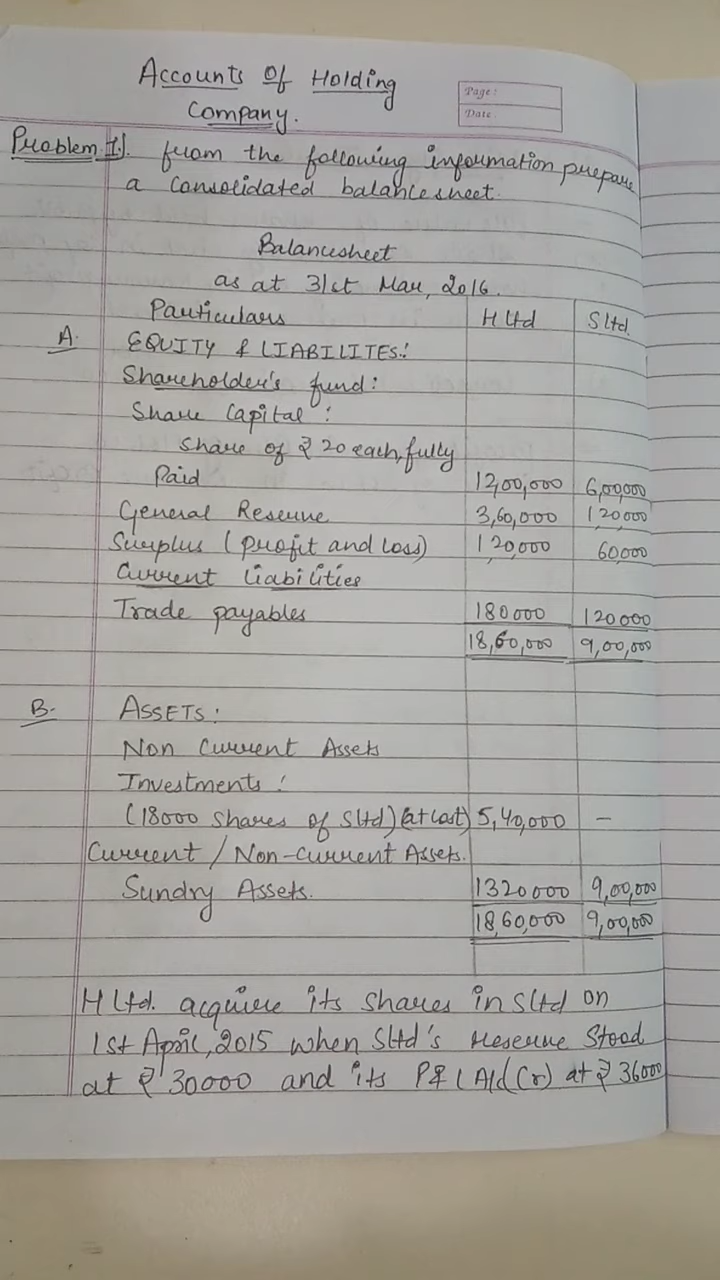 Accounts of Holding
Company.
Page:
Date:
Problem.1). from the following information prepare
a consolidated balancesheet.
Balancesheet
as at 31st Mar, 2016.
Particulars H Ltd S Ltd.
A. EQUITY & LIABILITES:
Shareholder's fund:
Share Capital:
Share of ₹ 20 each, fully
Paid 12,00,000 6,00,000
General Reserve 3,60,000 120000
Surplus (profit and loss) 120,000 60,000
Current liabilities
Trade payables 180000 120000
18,60,000 9,00,000
B. ASSETS:
Non Current Assets
Investments:
(18000 Shares of Sltd) (at cost) 5,40,000 -
Current / Non-Current Assets.
Sundry Assets. 1320000 9,00,000
18,60,000 9,00,000
H Ltd. acquire its shares in Sltd on
1st April, 2015 when Sltd's Reserve Stood
at ₹ 30000 and its P&L A/c (Cr) at ₹ 36000